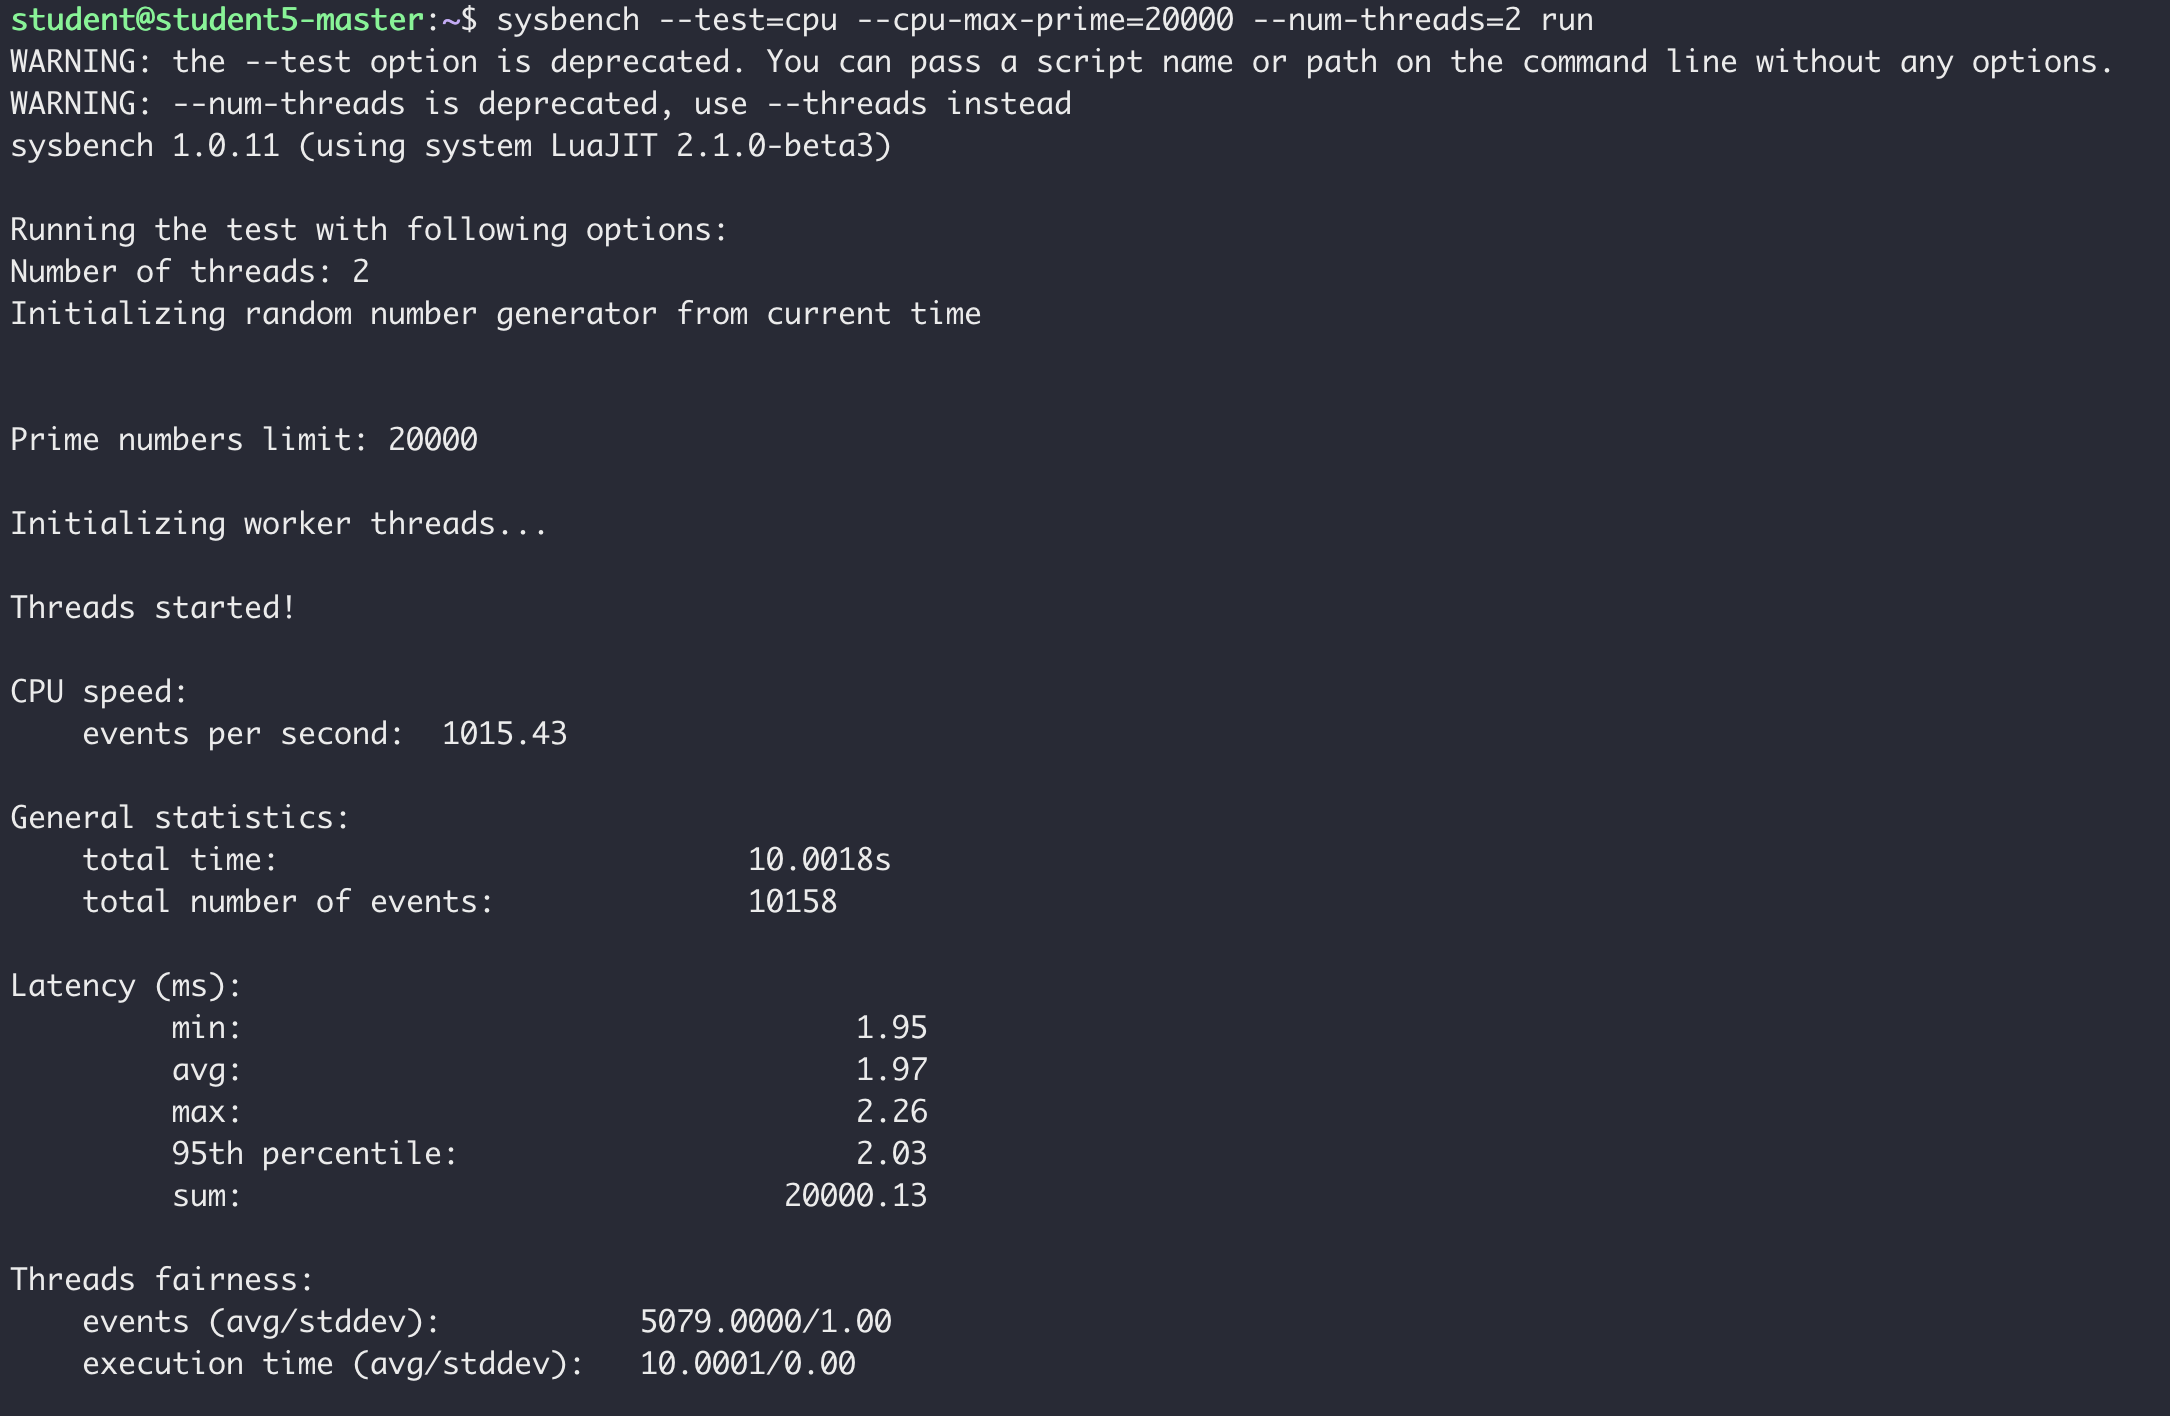 student@student5-master:~$ sysbench --test=cpu --cpu-max-prime=20000 --num-threads=2 run
WARNING: the --test option is deprecated. You can pass a script name or path on the command line without any options.
WARNING: --num-threads is deprecated, use --threads instead
sysbench 1.0.11 (using system LuaJIT 2.1.0-beta3)
Running the test with following options:
Number of threads: 2
Initializing random number generator from current time
Prime numbers limit: 20000
Initializing worker threads...
Threads started!
CPU speed:
events per second: 1015.43
General statistics:
total time: 10.0018s
total number of events: 10158
Latency (ms):
min: 1.95
avg: 1.97
max: 2.26
95th percentile: 2.03
sum: 20000.13
Threads fairness:
events (avg/stddev): 5079.0000/1.00
execution time (avg/stddev): 10.0001/0.00